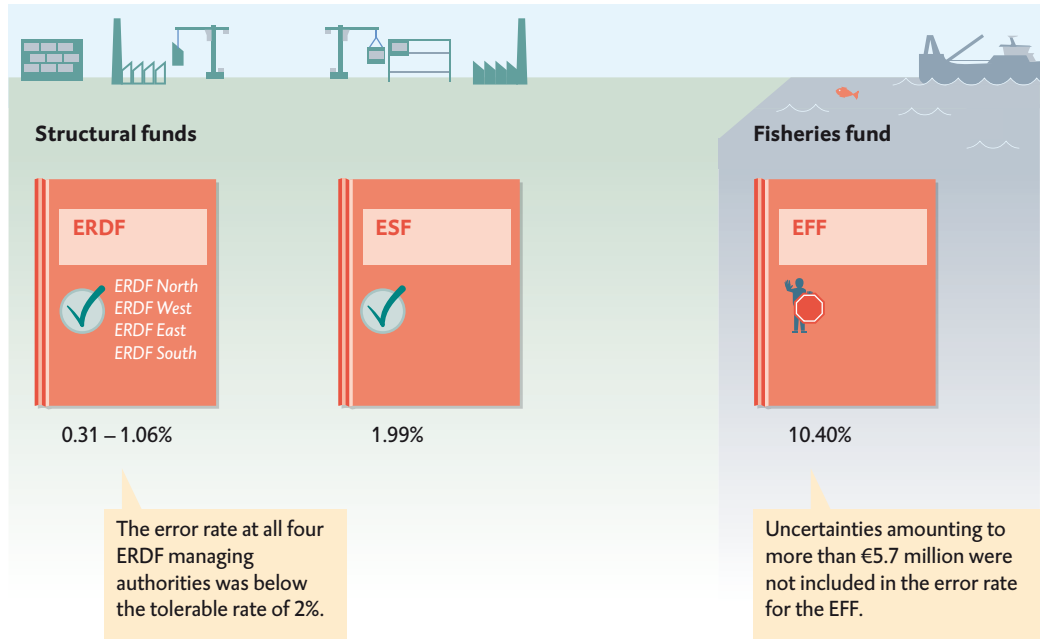 Structural funds
Fisheries fund
ERDF
ERDF North
ERDF West
ERDF East
ERDF South
0.31 – 1.06%
ESF
1.99%
EFF
10.40%
The error rate at all four
ERDF managing
authorities was below
the tolerable rate of 2%.
Uncertainties amounting to
more than €5.7 million were
not included in the error rate
for the EFF.